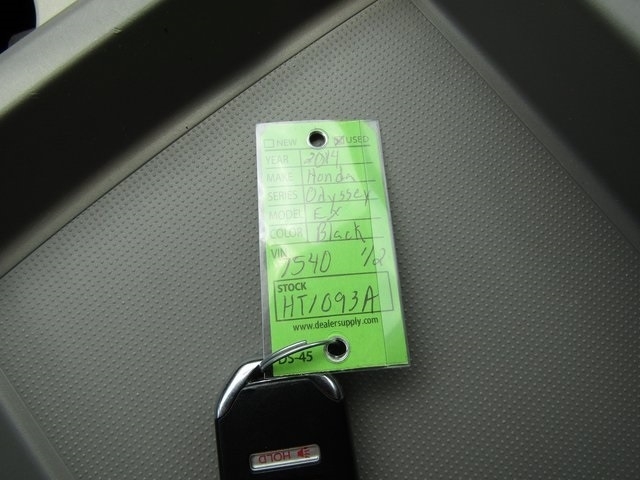 NEW USED
YEAR 2014
MAKE Honda
SERIES Odyssey
MODEL Ex
COLOR Black
VIN 7540 1/2
STOCK
HT1093A
www.dealersupply.com
DS-45
HOLD